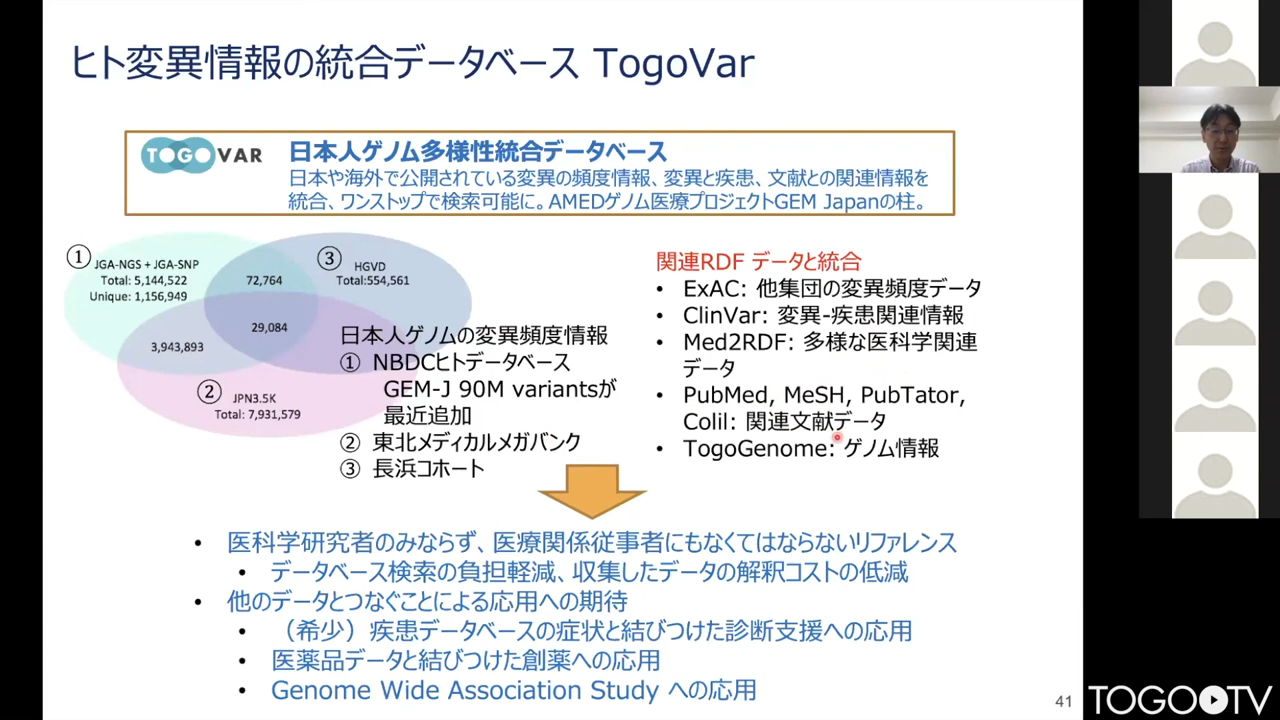 ヒト変異情報の統合データベース TogoVar
TOGO VAR
日本人ゲノム多様性統合データベース
日本や海外で公開されている変異の頻度情報、変異と疾患、文献との関連情報を
統合、ワンストップで検索可能に。AMEDゲノム医療プロジェクトGEM Japanの柱。
①
JGA-NGS + JGA-SNP
Total: 5,144,522
Unique: 1,156,949
72,764
③
HGVD
Total:554,561
29,084
3,943,893
②
JPN3.5K
Total: 7,931,579
日本人ゲノムの変異頻度情報
① NBDCヒトデータベース
GEM-J 90M variantsが
最近追加
② 東北メディカルメガバンク
③ 長浜コホート
関連RDF データと統合
• ExAC: 他集団の変異頻度データ
• ClinVar: 変異-疾患関連情報
• Med2RDF: 多様な医科学関連
データ
• PubMed, MeSH, PubTator,
Colil: 関連文献データ
• TogoGenome: ゲノム情報
• 医科学研究者のみならず、医療関係従事者にもなくてはならないリファレンス
• データベース検索の負担軽減、収集したデータの解釈コストの低減
• 他のデータとつなぐことによる応用への期待
• （希少）疾患データベースの症状と結びつけた診断支援への応用
• 医薬品データと結びつけた創薬への応用
• Genome Wide Association Study への応用
41
TOGOTV